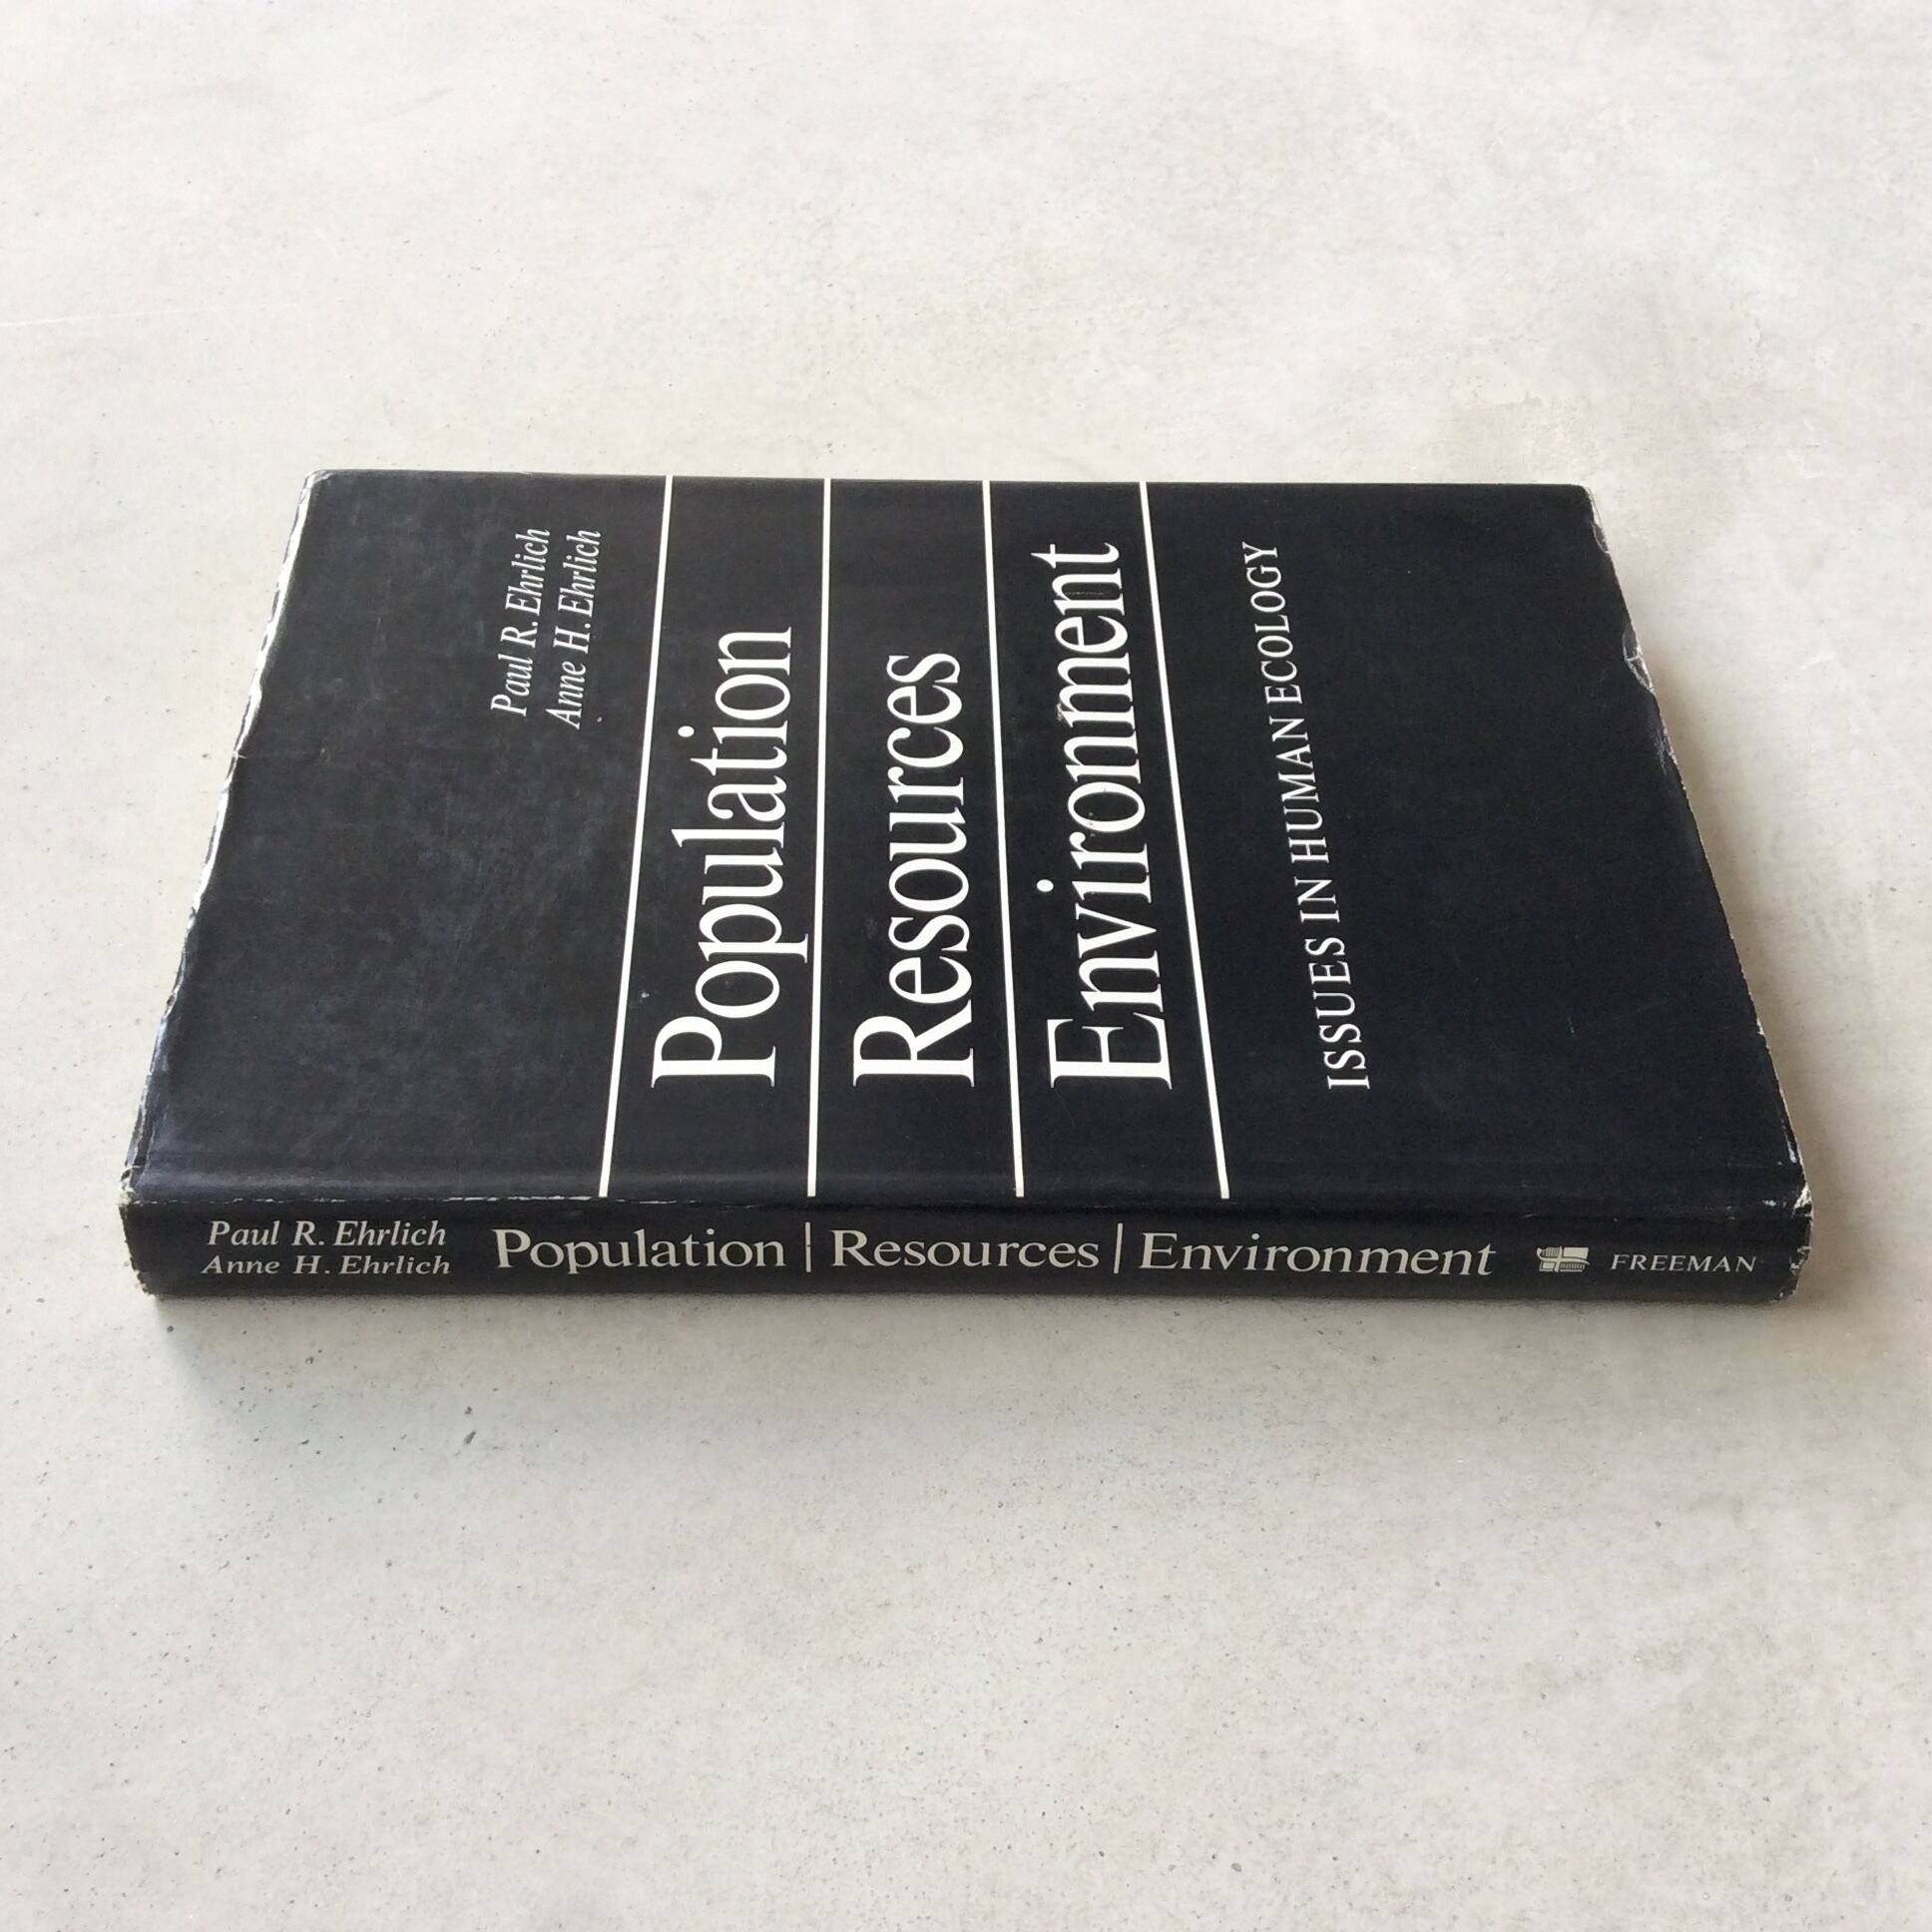 Paul R. Ehrlich
Anne H. Ehrlich
Population
Resources
Environment
ISSUES IN HUMAN ECOLOGY
Paul R. Ehrlich
Anne H. Ehrlich
Population | Resources | Environment
FREEMAN